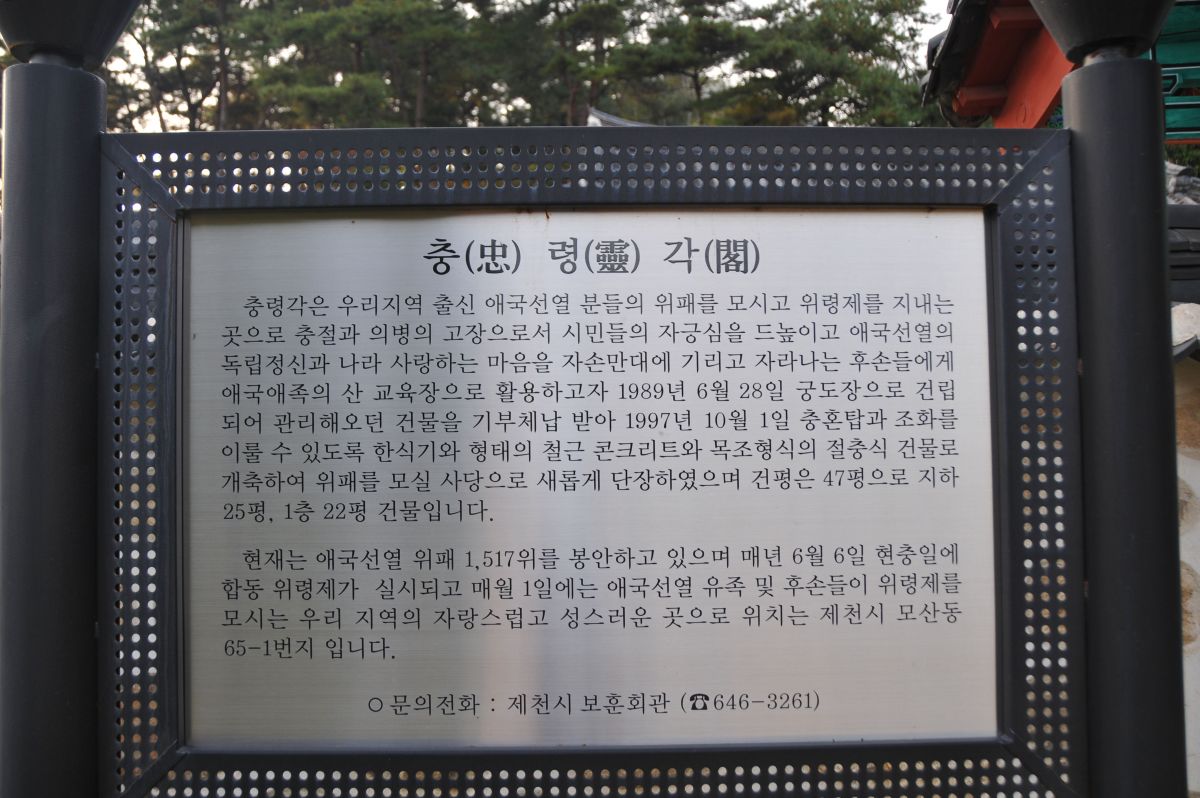 충(忠) 령(靈) 각(閣)
충령각은 우리지역 출신 애국선열 분들의 위패를 모시고 위령제를 지내는
곳으로 충절과 의병의 고장으로서 시민들의 자긍심을 드높이고 애국선열의
독립정신과 나라 사랑하는 마음을 자손만대에 기리고 자라나는 후손들에게
애국애족의 산 교육장으로 활용하고자 1989년 6월 28일 궁도장으로 건립
되어 관리해오던 건물을 기부체납 받아 1997년 10월 1일 충혼탑과 조화를
이룰 수 있도록 한식기와 형태의 철근 콘크리트와 목조형식의 절충식 건물로
개축하여 위패를 모실 사당으로 새롭게 단장하였으며 건평은 47평으로 지하
25평, 1층 22평 건물입니다.
현재는 애국선열 위패 1,517위를 봉안하고 있으며 매년 6월 6일 현충일에
합동 위령제가 실시되고 매월 1일에는 애국선열 유족 및 후손들이 위령제를
모시는 우리 지역의 자랑스럽고 성스러운 곳으로 위치는 제천시 모산동
65-1번지 입니다.
○ 문의전화 : 제천시 보훈회관 (☎646-3261)